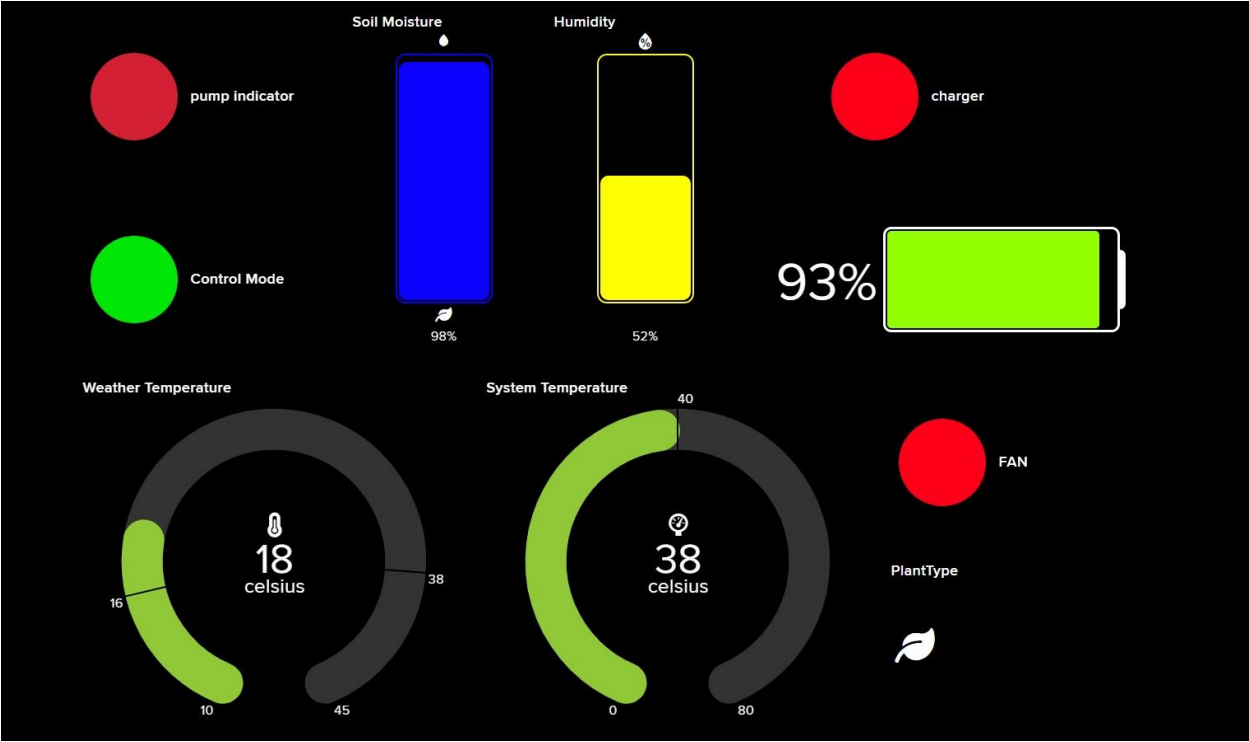 Soil Moisture
Humidity
pump indicator
charger
Control Mode
93%
98%
52%
Weather Temperature
System Temperature
40
FAN
18
celsius
38
celsius
PlantType
16
38
10
45
0
80